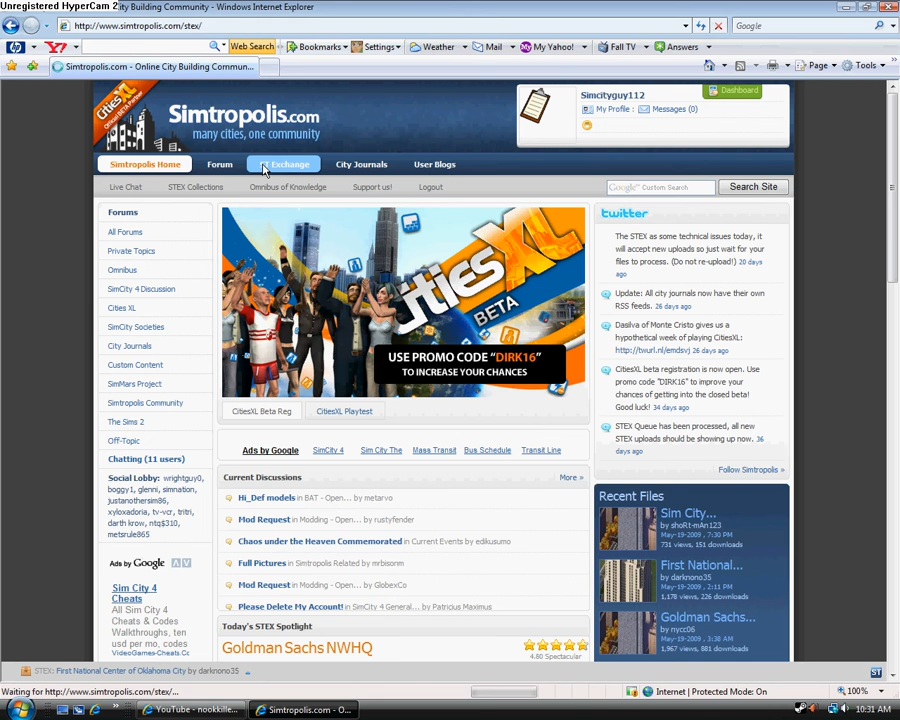 Unregistered HyperCam 2
ity Building Community - Windows Internet Explorer
http://www.simtropolis.com/stex/
Google
Web Search
Bookmarks
Settings
Weather
Mail
My Yahoo!
Fall TV
Answers
Simtropolis.com - Online City Building Commun...
Page
Tools
CitiesXL
Official BETA Partner
Simtropolis.com
many cities, one community
Simcityguy112
My Profile
Messages (0)
Dashboard
Simtropolis Home
Forum
Exchange
City Journals
User Blogs
Live Chat
STEX Collections
Omnibus of Knowledge
Support us!
Logout
Google™ Custom Search
Search Site
Forums
All Forums
Private Topics
Omnibus
SimCity 4 Discussion
Cities XL
SimCity Societies
City Journals
Custom Content
SimMars Project
Simtropolis Community
The Sims 2
Off-Topic
Chatting (11 users)
Social Lobby: wrightguy0,
boggy1, glenni, simnation,
justanothersim86,
xyloxadoria, tv-vcr, tritri,
darth krow, ntq$310,
metsrule865
Ads by Google
Sim City 4
Cheats
All Sim City 4
Cheats & Codes
Walkthroughs, ten
usd per mo, codes
VideoGames-Cheats.Co
citiesXL
BETA
USE PROMO CODE "DIRK16"
TO INCREASE YOUR CHANCES
CitiesXL Beta Reg
CitiesXL Playtest
Ads by Google
SimCity 4
Sim City The
Mass Transit
Bus Schedule
Transit Line
Current Discussions
More »
Hi_Def models in BAT - Open... by metarvo
Mod Request in Modding - Open... by rustyfender
Chaos under the Heaven Commemorated in Current Events by edikusumo
Full Pictures in Simtropolis Related by mrbisonm
Mod Request in Modding - Open... by GlobexCo
Please Delete My Account! in SimCity 4 General... by Patricius Maximus
Today's STEX Spotlight
Goldman Sachs NWHQ
4.80 Spectacular
twitter
The STEX as some technical issues today, it
will accept new uploads so just wait for your
files to process. (Do not re-upload!) 20 days
ago
Update: All city journals now have their own
RSS feeds. 26 days ago
Dasilva of Monte Cristo gives us a
hypothetical week of playing CitiesXL:
http://twurl.nl/emdsvj 26 days ago
CitiesXL beta registration is now open. Use
promo code "DIRK16" to improve your
chances of getting into the closed beta!
Good luck! 34 days ago
STEX Queue has been processed, all new
STEX uploads should be showing up now. 36
days ago
Follow Simtropolis »
Recent Files
Sim City...
by shoRt-mAn123
May-19-2009 , 7:30 PM
731 views, 151 downloads
First National...
by darknono35
May-19-2009 , 2:11 PM
1,178 views, 226 downloads
Goldman Sachs...
by nycc06
May-19-2009 , 3:38 AM
1,967 views, 881 downloads
STEX: First National Center of Oklahoma City by darknono35
ST
Waiting for http://www.simtropolis.com/stex/...
Internet | Protected Mode: On
100%
YouTube - nookkille...
Simtropolis.com - O...
10:31 AM